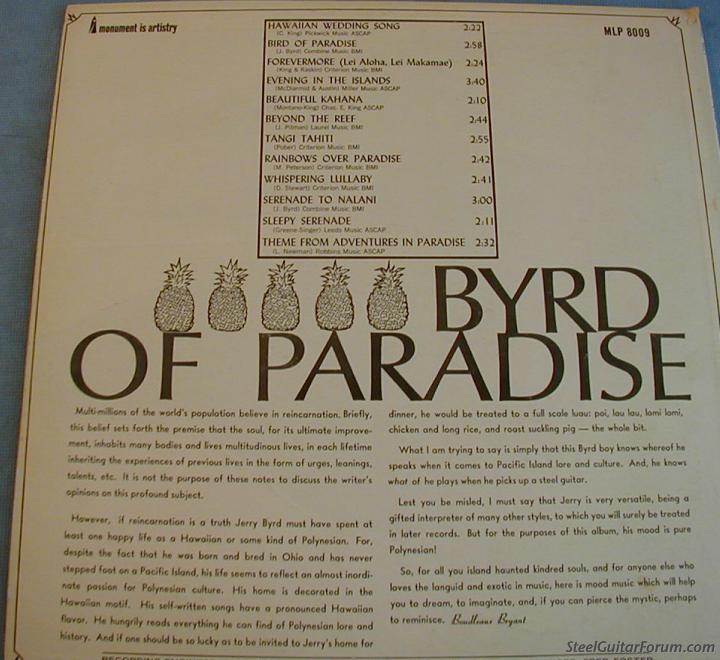 monument is artistry
MLP 8009
HAWAIIAN WEDDING SONG 2:22
(C. King) Pickwick Music ASCAP
BIRD OF PARADISE 2:58
(J. Byrd) Combine Music BMI
FOREVERMORE (Lei Aloha, Lei Makamae) 2:24
(King & Raskin) Criterion Music BMI
EVENING IN THE ISLANDS 3:40
(McDiarmid & Austin) Miller Music ASCAP
BEAUTIFUL KAHANA 2:10
(Montano-King) Chas. E. King ASCAP
BEYOND THE REEF 2:44
(J. Pitman) Laurel Music BMI
TANGI TAHITI 2:55
(Pober) Criterion Music BMI
RAINBOWS OVER PARADISE 2:42
(M. Peterson) Criterion Music BMI
WHISPERING LULLABY 2:41
(D. Stewart) Criterion Music BMI
SERENADE TO NALANI 3:00
(J. Byrd) Combine Music BMI
SLEEPY SERENADE 2:11
(Greene-Singer) Leeds Music ASCAP
THEME FROM ADVENTURES IN PARADISE 2:32
(L. Newman) Robbins Music ASCAP
BYRD
OF PARADISE
Multi-millions of the world's population believe in reincarnation. Briefly,
this belief sets forth the premise that the soul, for its ultimate improve-
ment, inhabits many bodies and lives multitudinous lives, in each lifetime
inheriting the experiences of previous lives in the form of urges, leanings,
talents, etc. It is not the purpose of these notes to discuss the writer's
opinions on this profound subject.
However, if reincarnation is a truth Jerry Byrd must have spent at
least one happy life as a Hawaiian or some kind of Polynesian. For,
despite the fact that he was born and bred in Ohio and has never
stepped foot on a Pacific Island, his life seems to reflect an almost inordi-
nate passion for Polynesian culture. His home is decorated in the
Hawaiian motif. His self-written songs have a pronounced Hawaiian
flavor. He hungrily reads everything he can find of Polynesian lore and
history. And if one should be so lucky as to be invited to Jerry's home for
dinner, he would be treated to a full scale luau: poi, lau lau, lomi lomi,
chicken and long rice, and roast suckling pig — the whole bit.
What I am trying to say is simply that this Byrd boy knows whereof he
speaks when it comes to Pacific Island lore and culture. And, he knows
what of he plays when he picks up a steel guitar.
Lest you be misled, I must say that Jerry is very versatile, being a
gifted interpreter of many other styles, to which you will surely be treated
in later records. But for the purposes of this album, his mood is pure
Polynesian!
So, for all you island haunted kindred souls, and for anyone else who
loves the languid and exotic in music, here is mood music which will help
you to dream, to imaginate, and, if you can pierce the mystic, perhaps
to reminisce. Boudleaux Bryant
SteelGuitarForum.com